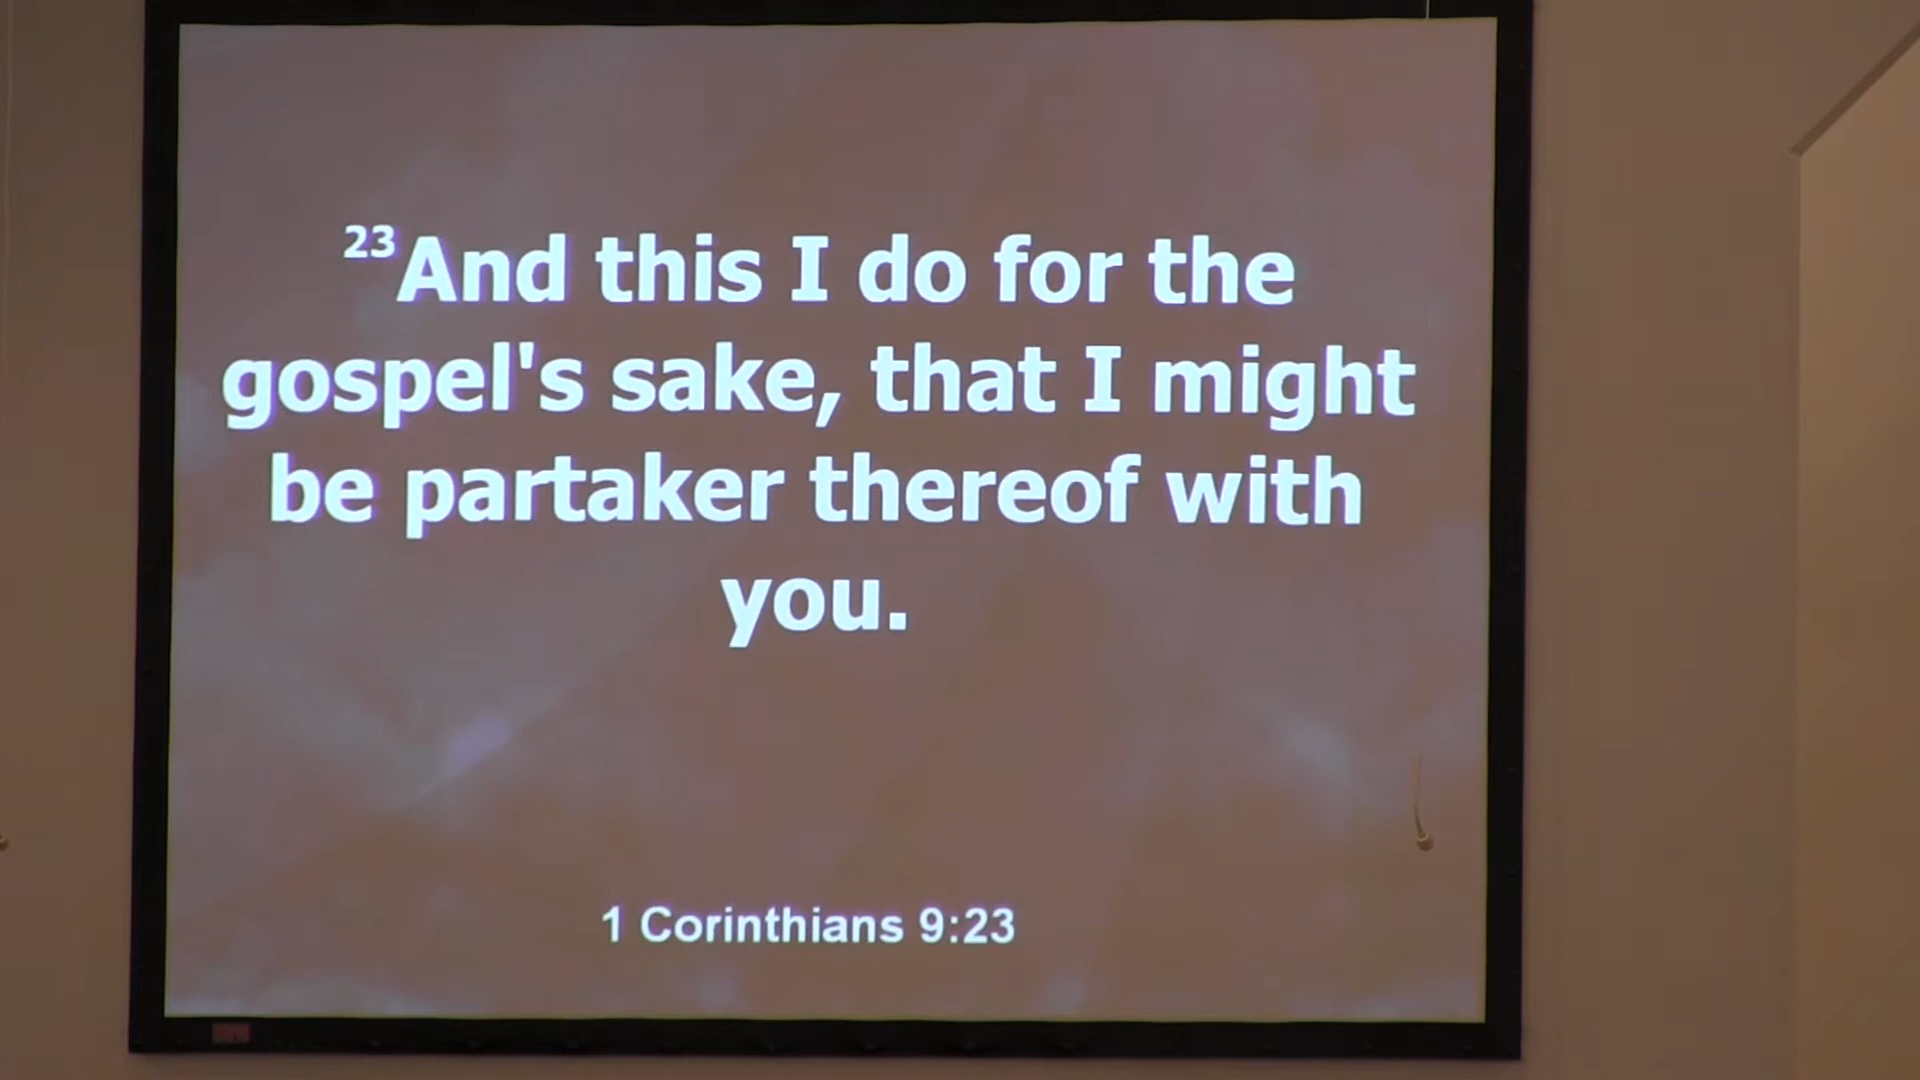 23And this I do for the
gospel's sake, that I might
be partaker thereof with
you.
1 Corinthians 9:23